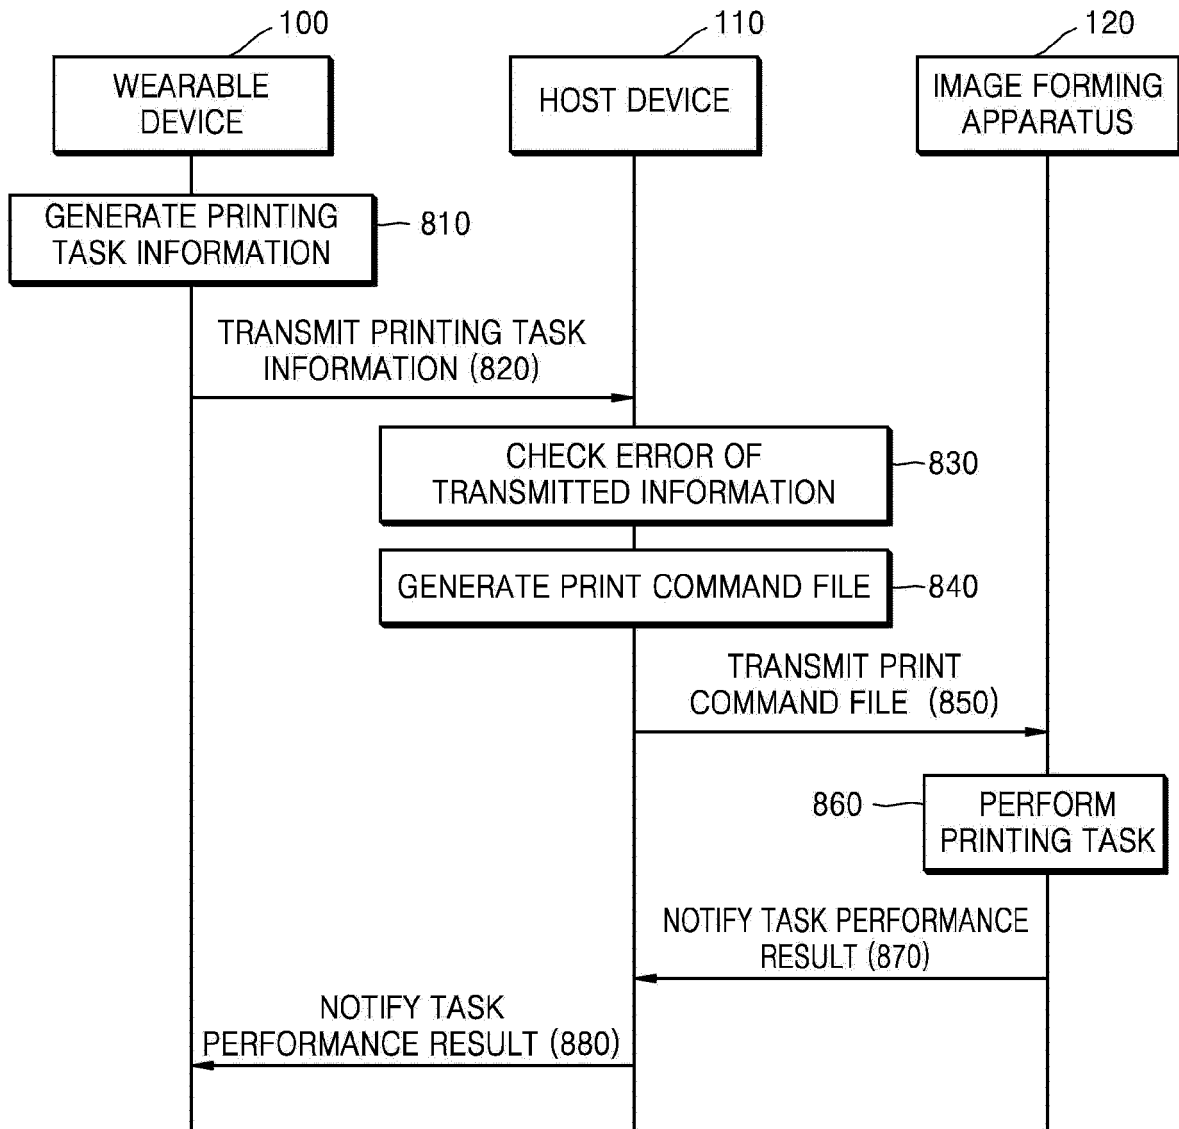 100
110
120
WEARABLE
DEVICE
HOST DEVICE
IMAGE FORMING
APPARATUS
GENERATE PRINTING
TASK INFORMATION
810
TRANSMIT PRINTING TASK
INFORMATION (820)
CHECK ERROR OF
TRANSMITTED INFORMATION
830
GENERATE PRINT COMMAND FILE
840
TRANSMIT PRINT
COMMAND FILE (850)
860
PERFORM
PRINTING TASK
NOTIFY TASK PERFORMANCE
RESULT (870)
NOTIFY TASK
PERFORMANCE RESULT (880)